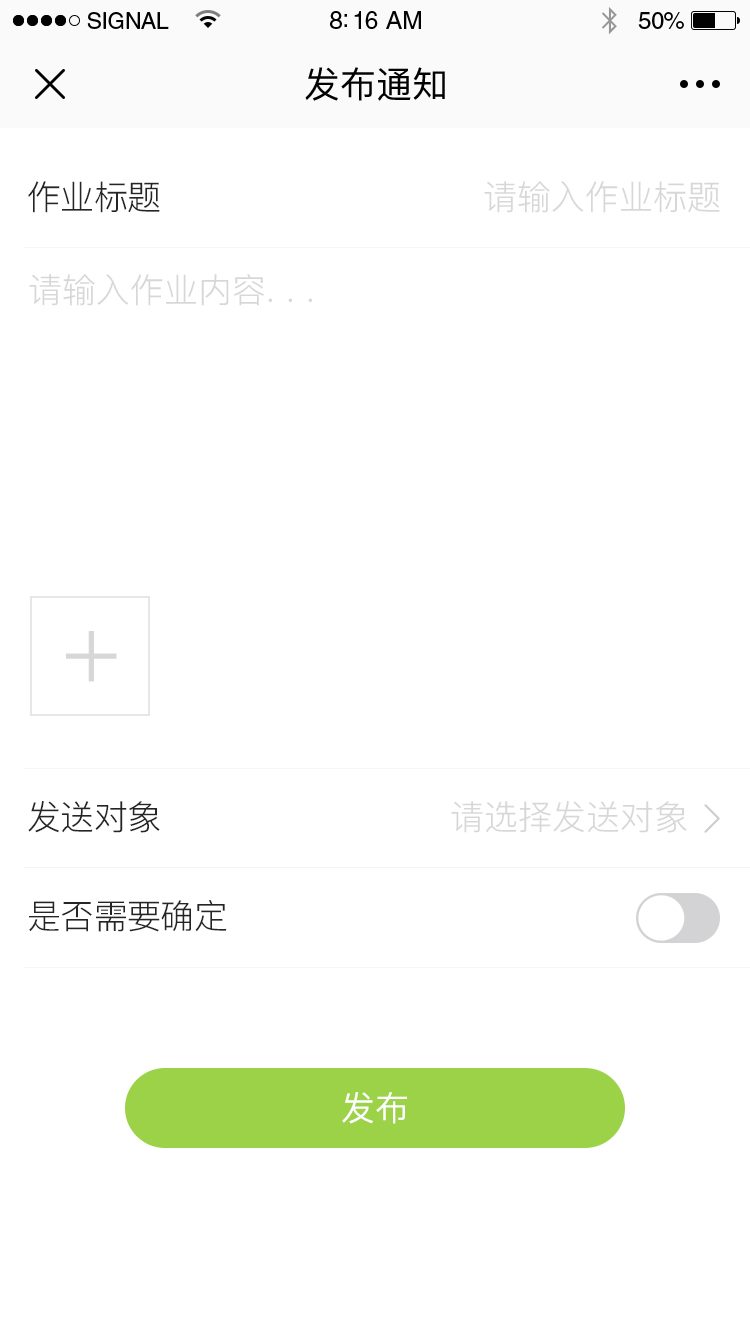 SIGNAL 8:16 AM 50%
发布通知
作业标题 请输入作业标题
请输入作业内容...
发送对象 请选择发送对象
是否需要确定
发布